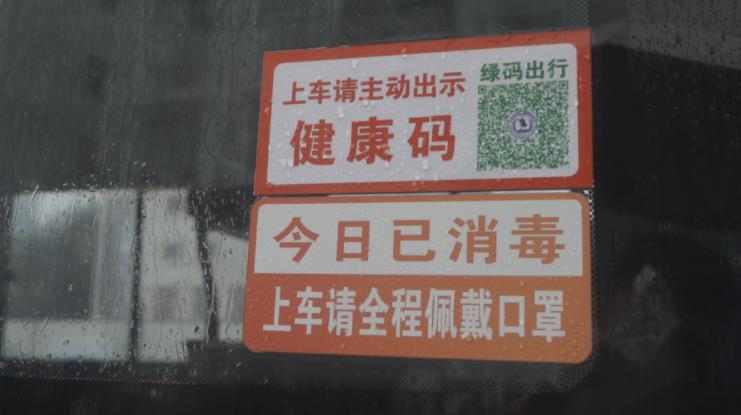 上车请主动出示
绿码出行
健康码
今日已消毒
上车请全程佩戴口罩